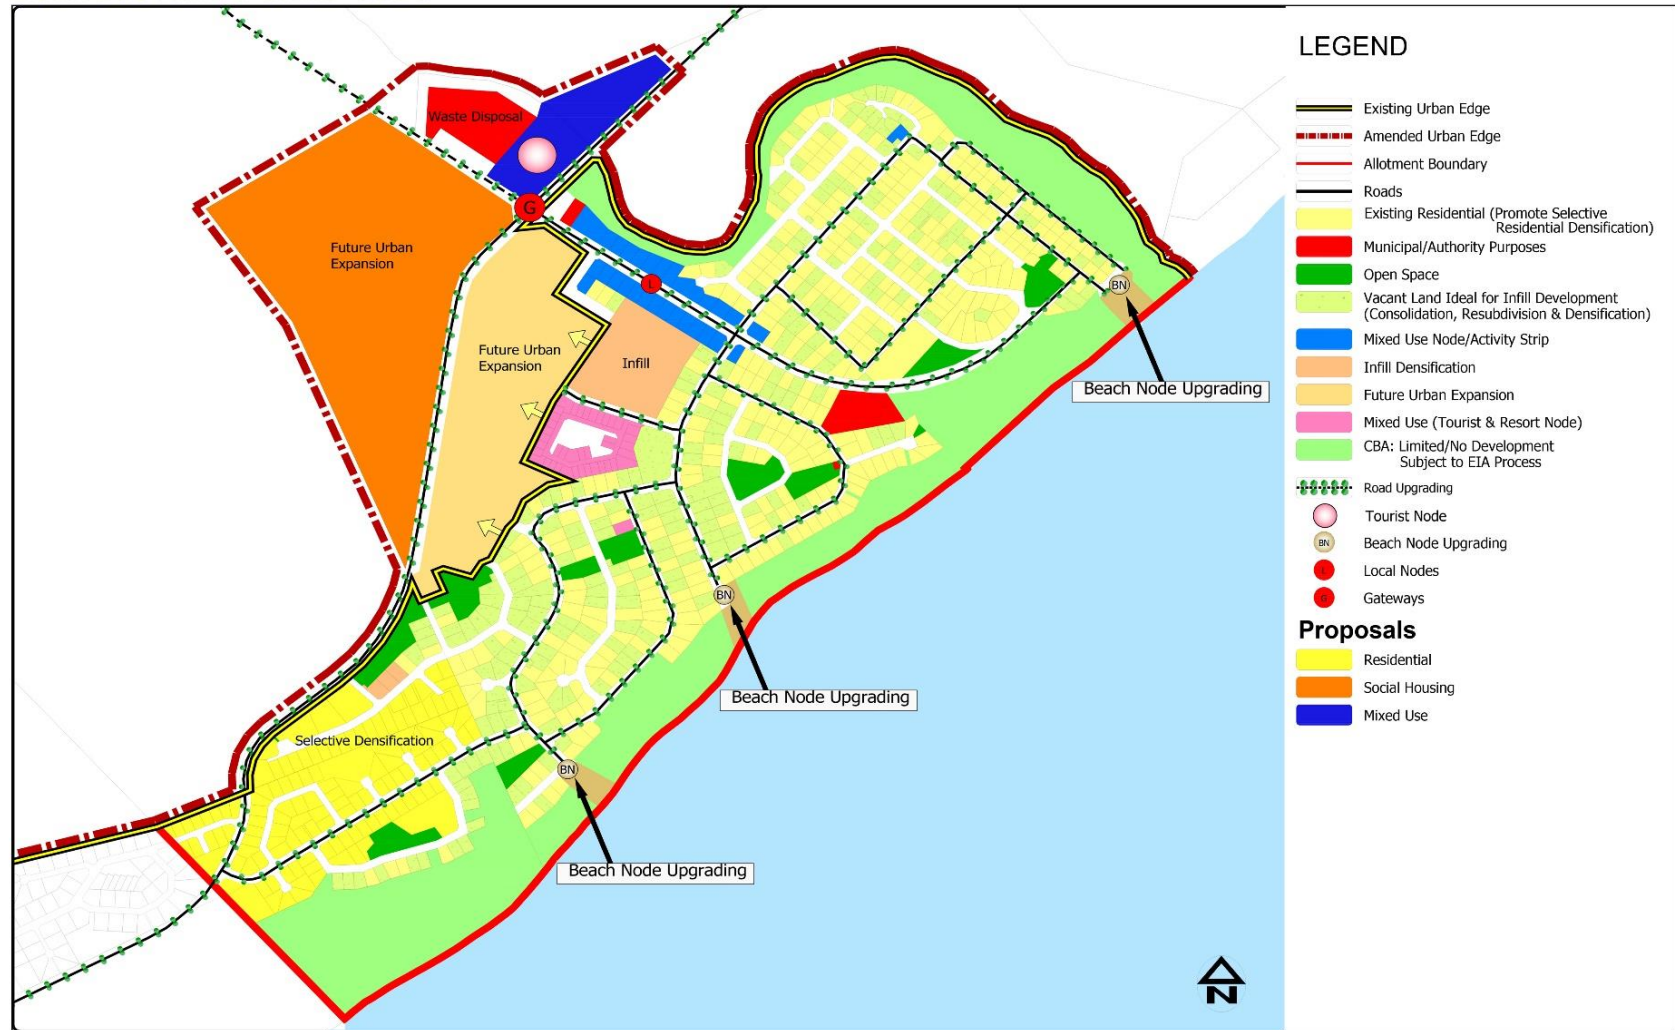 Waste Disposal
G
Future Urban
Expansion
L
BN
Future Urban
Expansion
Infill
Beach Node Upgrading
BN
Beach Node Upgrading
Selective Densification
BN
Beach Node Upgrading
N
LEGEND
Existing Urban Edge
Amended Urban Edge
Allotment Boundary
Roads
Existing Residential (Promote Selective
Residential Densification)
Municipal/Authority Purposes
Open Space
Vacant Land Ideal for Infill Development
(Consolidation, Resubdivision & Densification)
Mixed Use Node/Activity Strip
Infill Densification
Future Urban Expansion
Mixed Use (Tourist & Resort Node)
CBA: Limited/No Development
Subject to EIA Process
Road Upgrading
Tourist Node
BN Beach Node Upgrading
L Local Nodes
G Gateways
Proposals
Residential
Social Housing
Mixed Use